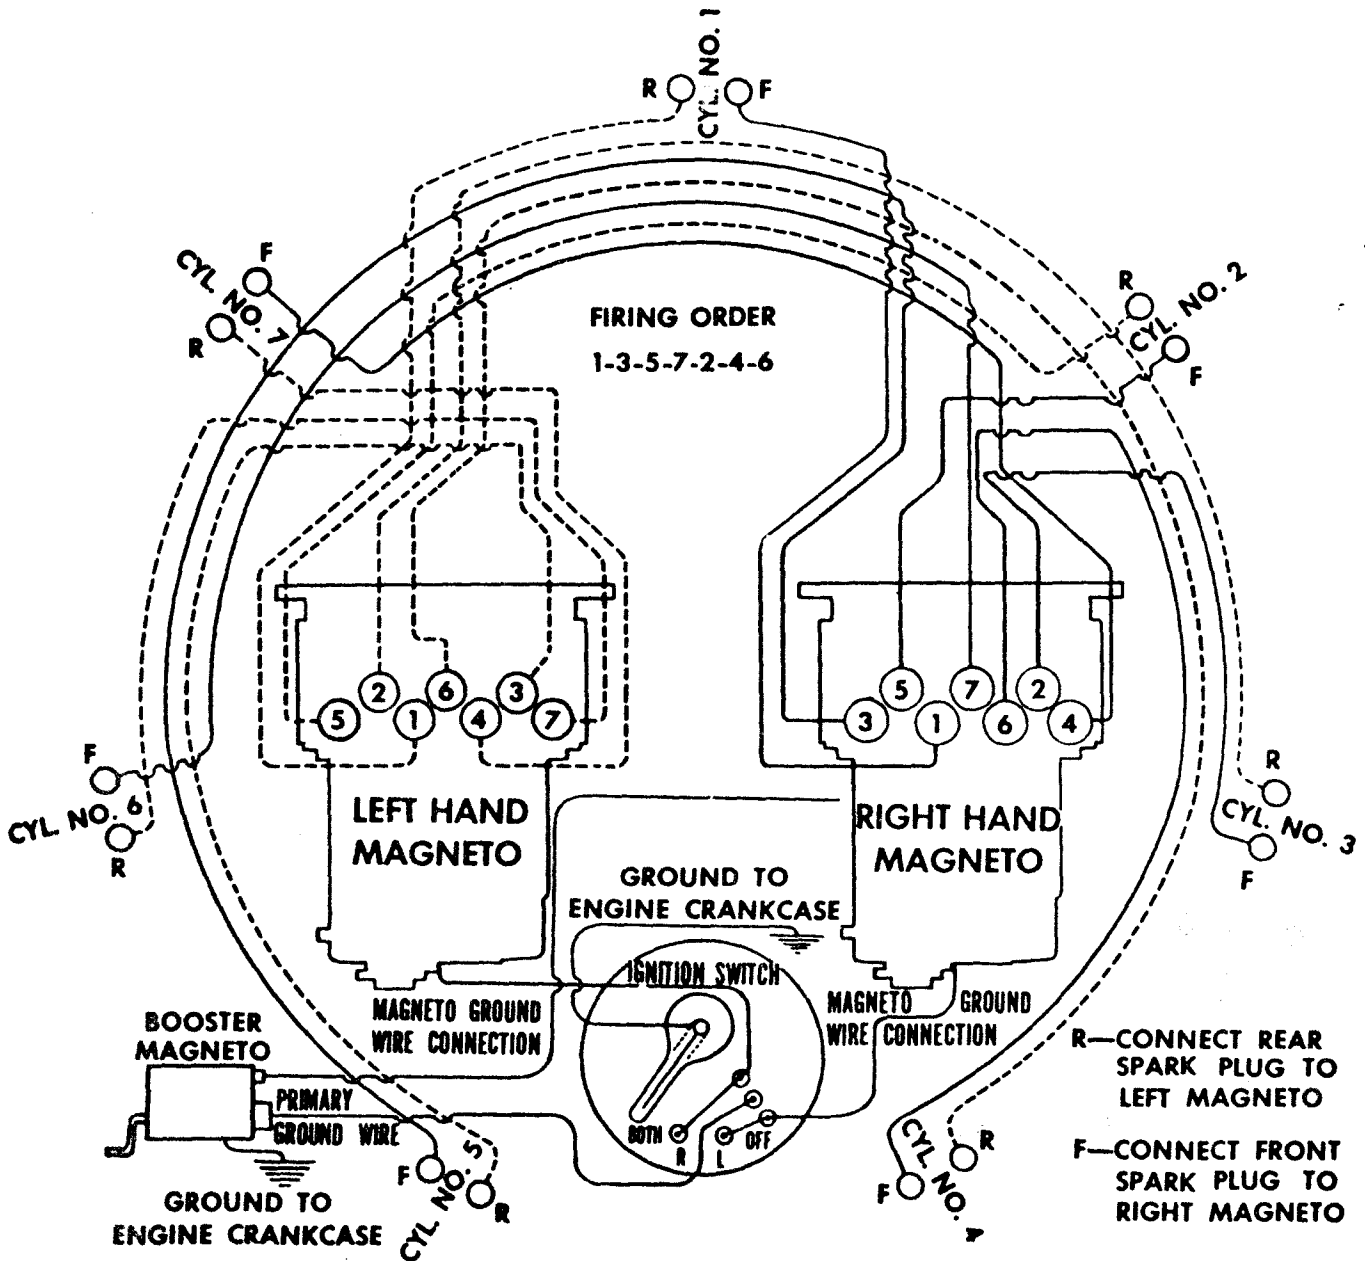 CYL. NO. 1
R F
F
CYL. NO. 7
R
R
CYL. NO. 2
F
FIRING ORDER
1-3-5-7-2-4-6
2 6 3
5 1 4 7
5 7 2
3 1 6 4
F
CYL. NO. 6
R
R
CYL. NO. 3
F
LEFT HAND
MAGNETO
RIGHT HAND
MAGNETO
GROUND TO
ENGINE CRANKCASE
IGNITION SWITCH
MAGNETO GROUND
WIRE CONNECTION
MAGNETO GROUND
WIRE CONNECTION
BOOSTER
MAGNETO
PRIMARY
GROUND WIRE
BOTH R L OFF
GROUND TO
ENGINE CRANKCASE
F
CYL. NO. 5
R
R
CYL. NO. 4
F
R—CONNECT REAR
SPARK PLUG TO
LEFT MAGNETO
F—CONNECT FRONT
SPARK PLUG TO
RIGHT MAGNETO